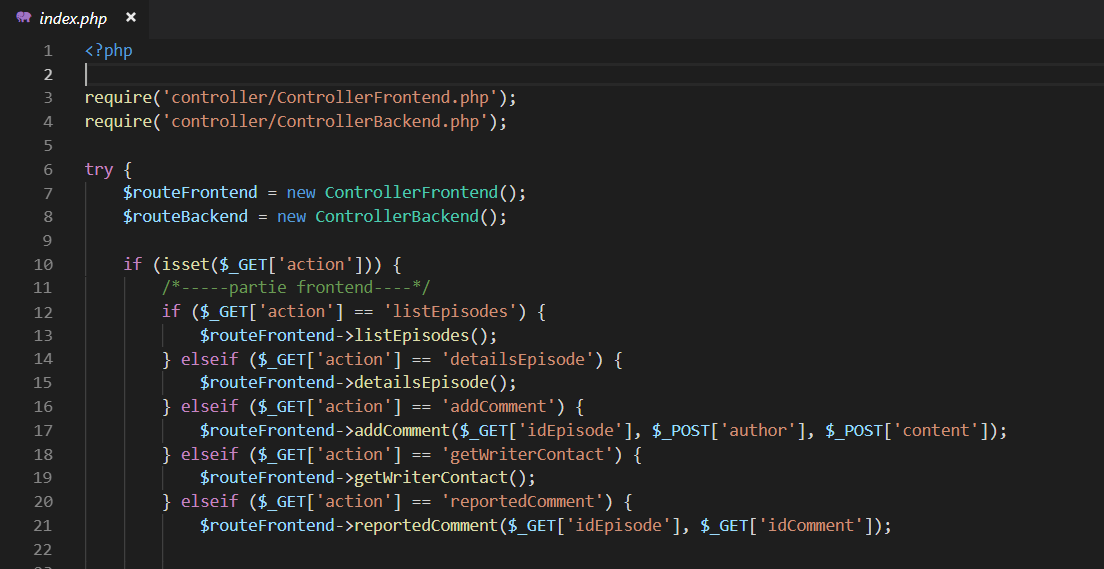 index.php ×
1 <?php
2
3 require('controller/ControllerFrontend.php');
4 require('controller/ControllerBackend.php');
5
6 try {
7     $routeFrontend = new ControllerFrontend();
8     $routeBackend = new ControllerBackend();
9
10     if (isset($_GET['action'])) {
11         /*-----partie frontend----*/
12         if ($_GET['action'] == 'listEpisodes') {
13             $routeFrontend->listEpisodes();
14         } elseif ($_GET['action'] == 'detailsEpisode') {
15             $routeFrontend->detailsEpisode();
16         } elseif ($_GET['action'] == 'addComment') {
17             $routeFrontend->addComment($_GET['idEpisode'], $_POST['author'], $_POST['content']);
18         } elseif ($_GET['action'] == 'getWriterContact') {
19             $routeFrontend->getWriterContact();
20         } elseif ($_GET['action'] == 'reportedComment') {
21             $routeFrontend->reportedComment($_GET['idEpisode'], $_GET['idComment']);
22